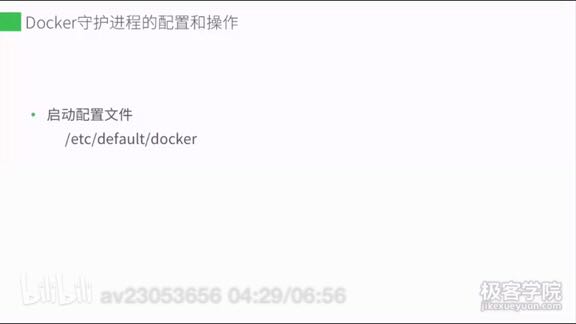 Docker守护进程的配置和操作
• 启动配置文件
/etc/default/docker
bilibili av23053656 04:29/06:56
极客学院
jikexueyuan.com